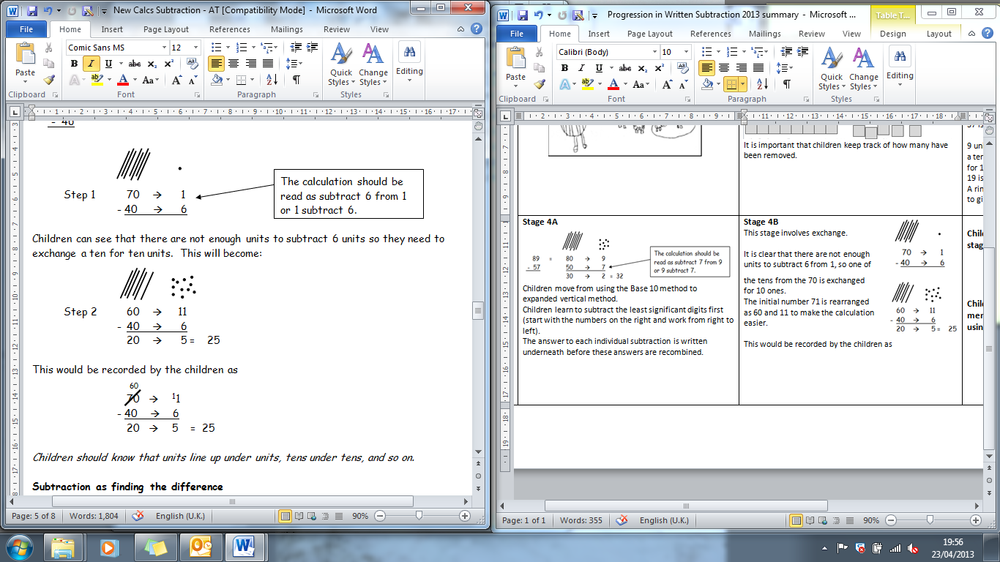 New Calcs Subtraction - AT [Compatibility Mode] - Microsoft Word
File Home Insert Page Layout References Mailings Review View
Comic Sans MS 12
Paste
B I U abc x₂ x² Aa A A
Quick Styles
Change Styles
Editing
Clipboard Font Paragraph Styles
- 40
Step 1 70 → 1
- 40 → 6
The calculation should be
read as subtract 6 from 1
or 1 subtract 6.
Children can see that there are not enough units to subtract 6 units so they need to
exchange a ten for ten units. This will become:
Step 2 60 → 11
- 40 → 6
20 → 5 = 25
This would be recorded by the children as
60
70 → ¹1
- 40 → 6
20 → 5 = 25
Children should know that units line up under units, tens under tens, and so on.
Subtraction as finding the difference
Page: 5 of 8 Words: 1,804 English (U.K.) 90%
Progression in Written Subtraction 2013 summary - Microsoft ... Table T...
File Home Insert Page Layout References Mailings Review View Design Layout
Calibri (Body) 10
Paste
B I U abc x₂ x² Aa A A
Quick Styles
Change Styles
Editing
Clipboard Font Paragraph Styles
It is important that children keep track of how many have
been removed.
9 un
a ter
for 1
19 is
A rin
to gi
Stage 4A
89 = 80 → 9
- 57 50 → 7
30 → 2 = 32
The calculation should be
read as subtract 7 from 9
or 9 subtract 7.
Children move from using the Base 10 method to
expanded vertical method.
Children learn to subtract the least significant digits first
(start with the numbers on the right and work from right to
left).
The answer to each individual subtraction is written
underneath before these answers are recombined.
Stage 4B
This stage involves exchange.
It is clear that there are not enough
units to subtract 6 from 1, so one of
the tens from the 70 is exchanged
for 10 ones.
The initial number 71 is rearranged
as 60 and 11 to make the calculation
easier.
This would be recorded by the children as
70 → 1
- 40 → 6
60 → 11
- 40 → 6
20 → 5 = 25
Chil
stag
Chil
mer
usin
Page: 1 of 1 Words: 355 English (U.K.) 90%
19:56
23/04/2013